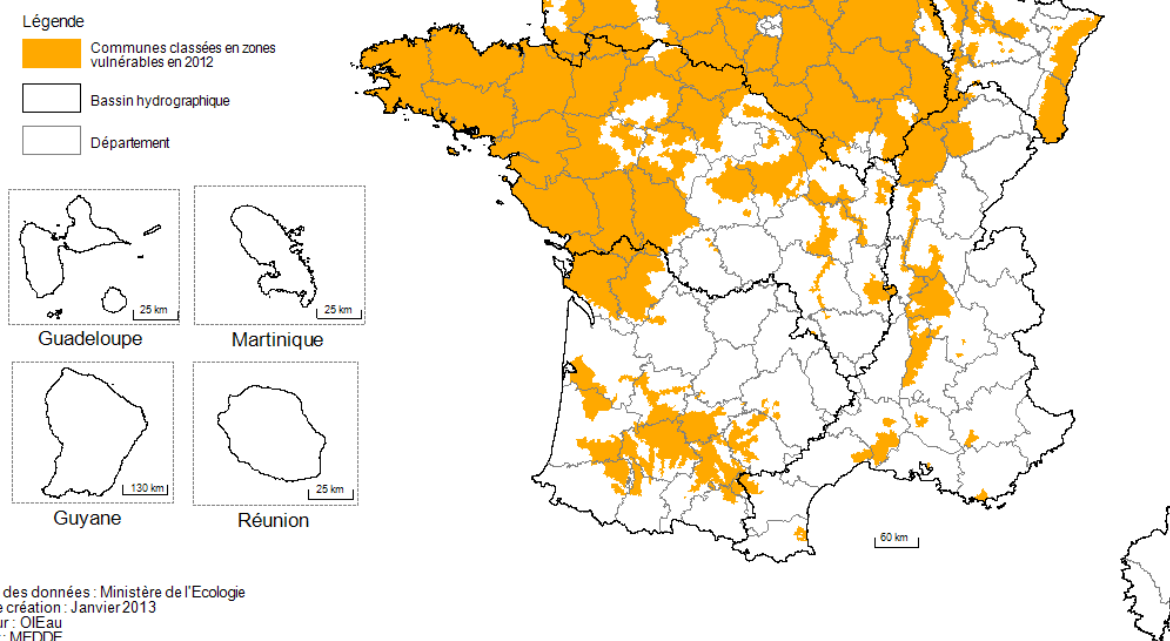 Légende
Communes classées en zones
vulnérables en 2012
Bassin hydrographique
Département
25 km
25 km
Guadeloupe
Martinique
130 km
25 km
Guyane
Réunion
60 km
des données : Ministère de l'Ecologie
création : Janvier 2013
: OIEau
: MEDDE